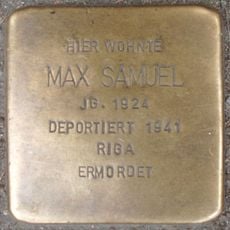 HIER WOHNTE
MAX SAMUEL
JG. 1924
DEPORTIERT 1941
RIGA
ERMORDET